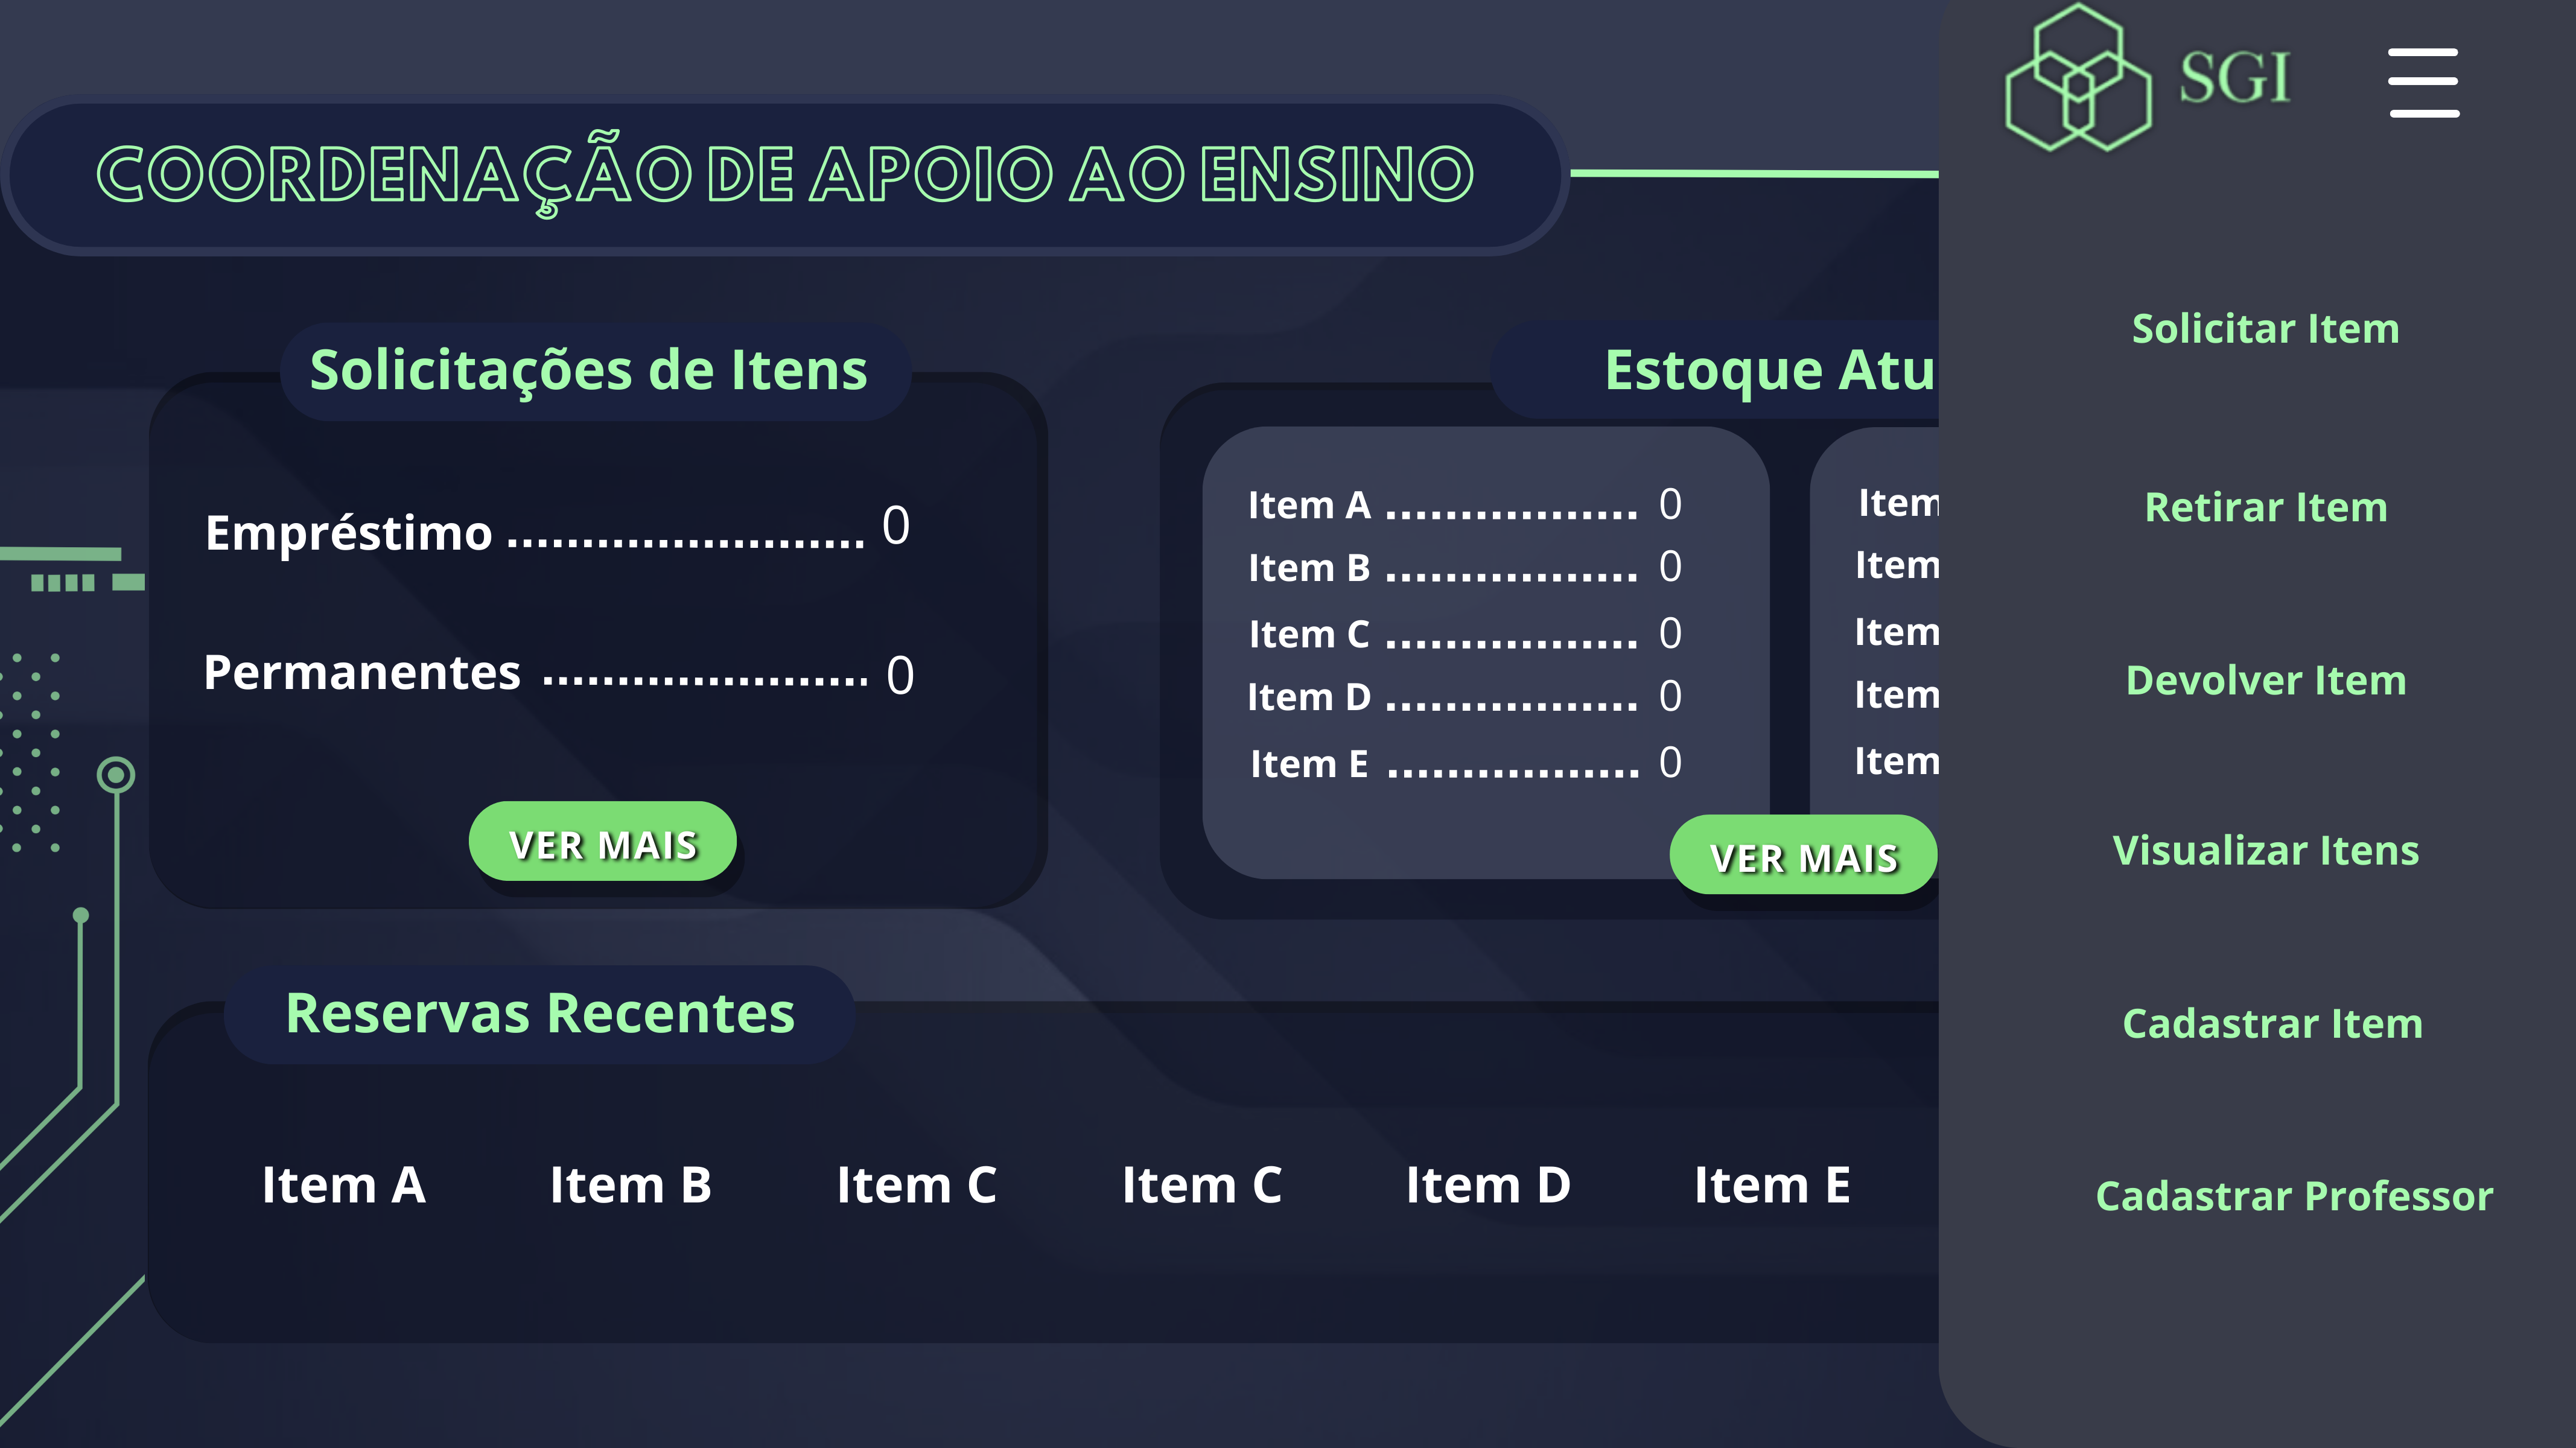 SGI
COORDENAÇÃO DE APOIO AO ENSINO
Solicitações de Itens
Empréstimo ........................ 0
Permanentes ...................... 0
VER MAIS
Estoque Atu
Item A ................. 0
Item B ................. 0
Item C ................. 0
Item D ................. 0
Item E ................. 0
Item
Item
Item
Item
Item
VER MAIS
Reservas Recentes
Item A Item B Item C Item C Item D Item E
Solicitar Item
Retirar Item
Devolver Item
Visualizar Itens
Cadastrar Item
Cadastrar Professor